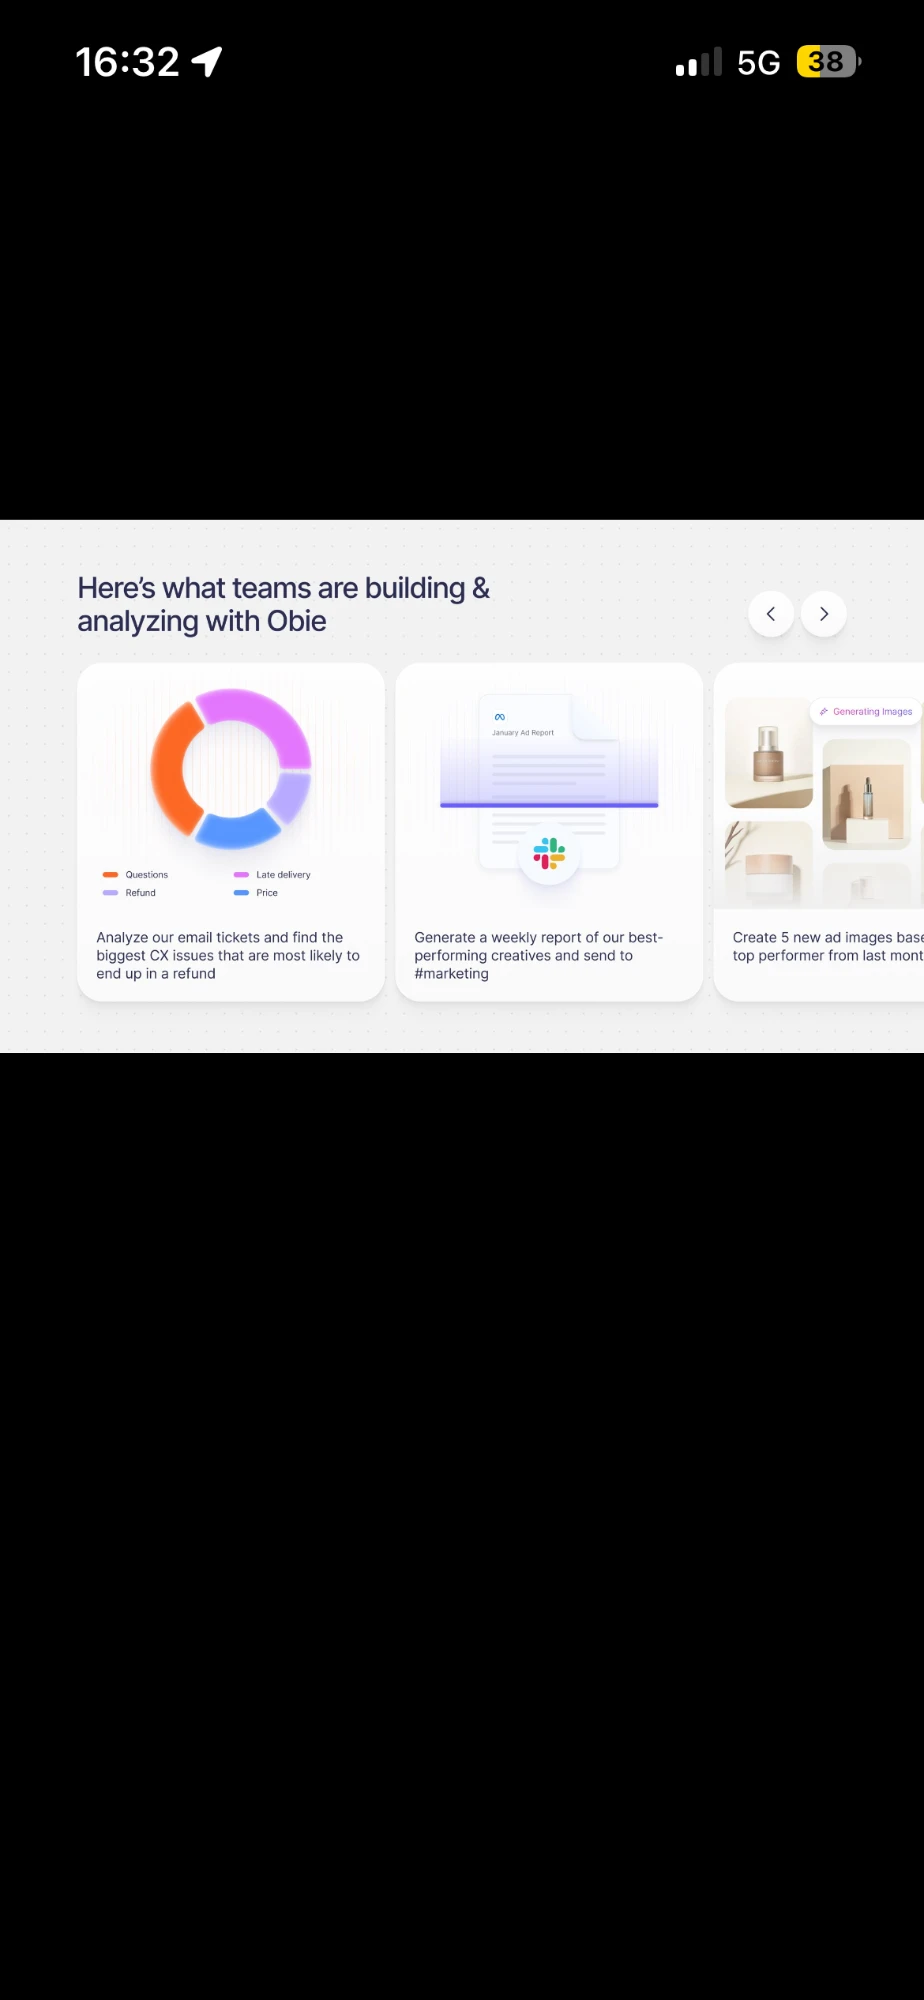 16:32
5G
38
Here's what teams are building &
analyzing with Obie
Questions
Late delivery
Refund
Price
Analyze our email tickets and find the
biggest CX issues that are most likely to
end up in a refund
January Ad Report
Generate a weekly report of our best-
performing creatives and send to
#marketing
Generating Images
Create 5 new ad images base
top performer from last mont